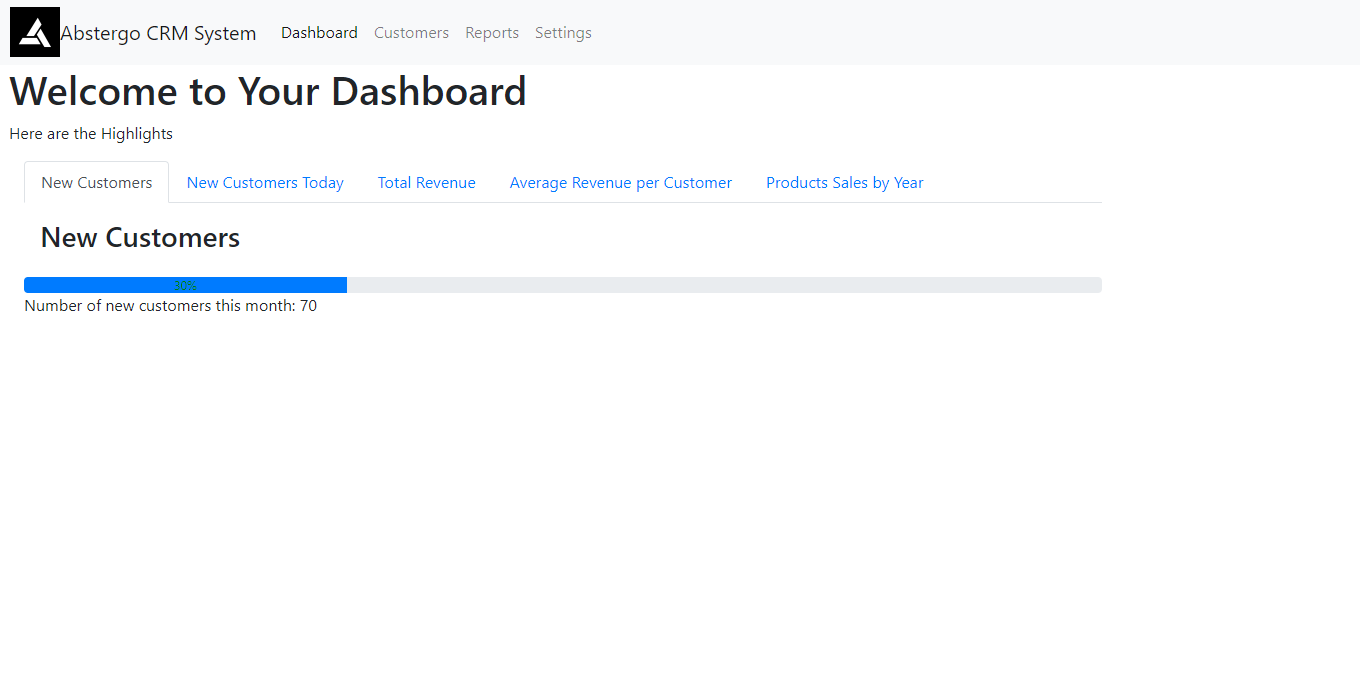 Abstergo CRM System Dashboard Customers Reports Settings
Welcome to Your Dashboard
Here are the Highlights
New Customers New Customers Today Total Revenue Average Revenue per Customer Products Sales by Year
New Customers
30%
Number of new customers this month: 70